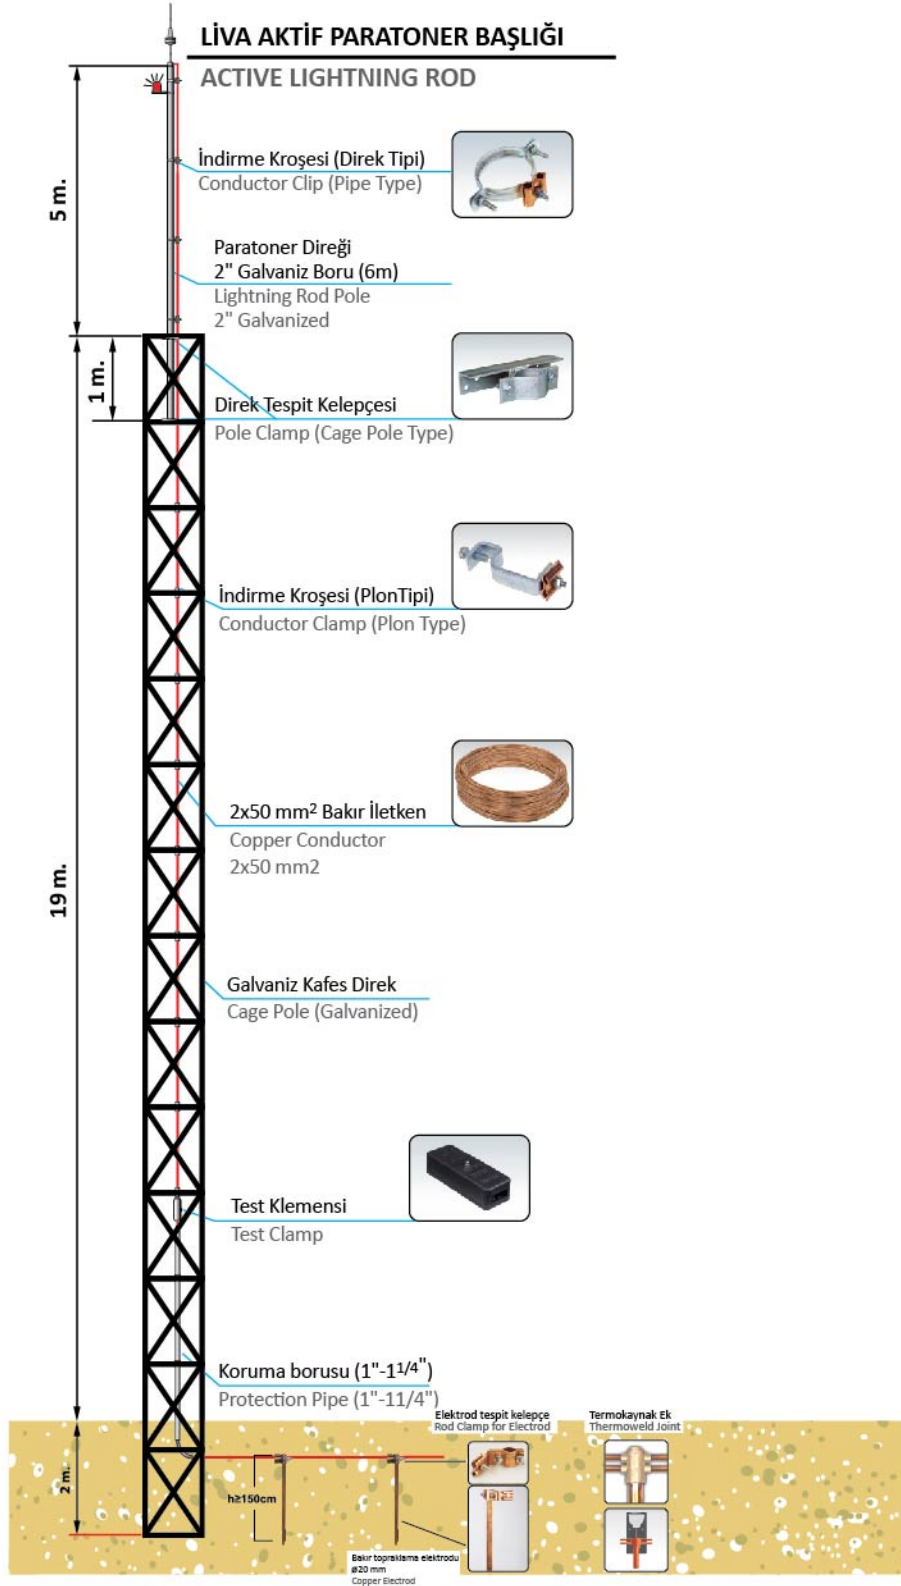 LİVA AKTİF PARATONER BAŞLIĞI
ACTIVE LIGHTNING ROD
İndirme Kroşesi (Direk Tipi)
Conductor Clip (Pipe Type)
5 m.
Paratoner Direği
2" Galvaniz Boru (6m)
Lightning Rod Pole
2" Galvanized
1 m.
Direk Tespit Kelepçesi
Pole Clamp (Cage Pole Type)
İndirme Kroşesi (PlonTipi)
Conductor Clamp (Plon Type)
2x50 mm² Bakır İletken
Copper Conductor
2x50 mm2
19 m.
Galvaniz Kafes Direk
Cage Pole (Galvanized)
Test Klemensi
Test Clamp
Koruma borusu (1"-1¹/⁴")
Protection Pipe (1"-11/4")
Elektrod tespit kelepçe
Rod Clamp for Electrod
Termokaynak Ek
Thermoweld Joint
2 m.
h≥150cm
Bakır topraklama elektrodu
ø20 mm
Copper Electrod